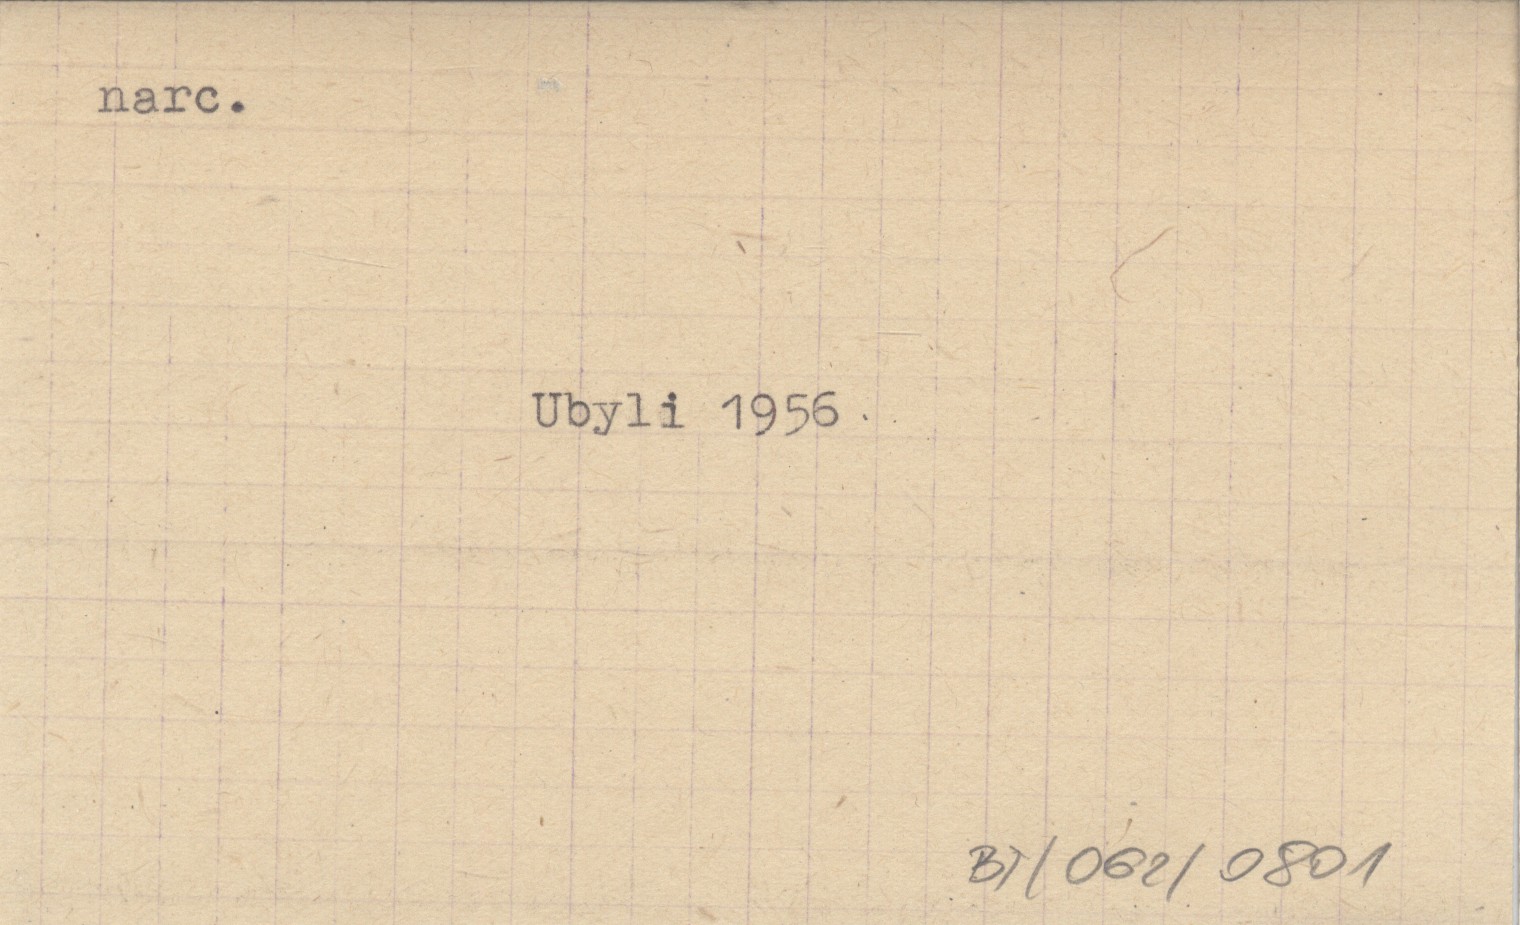 narc.
Ubyli 1956.
BT/062/0801